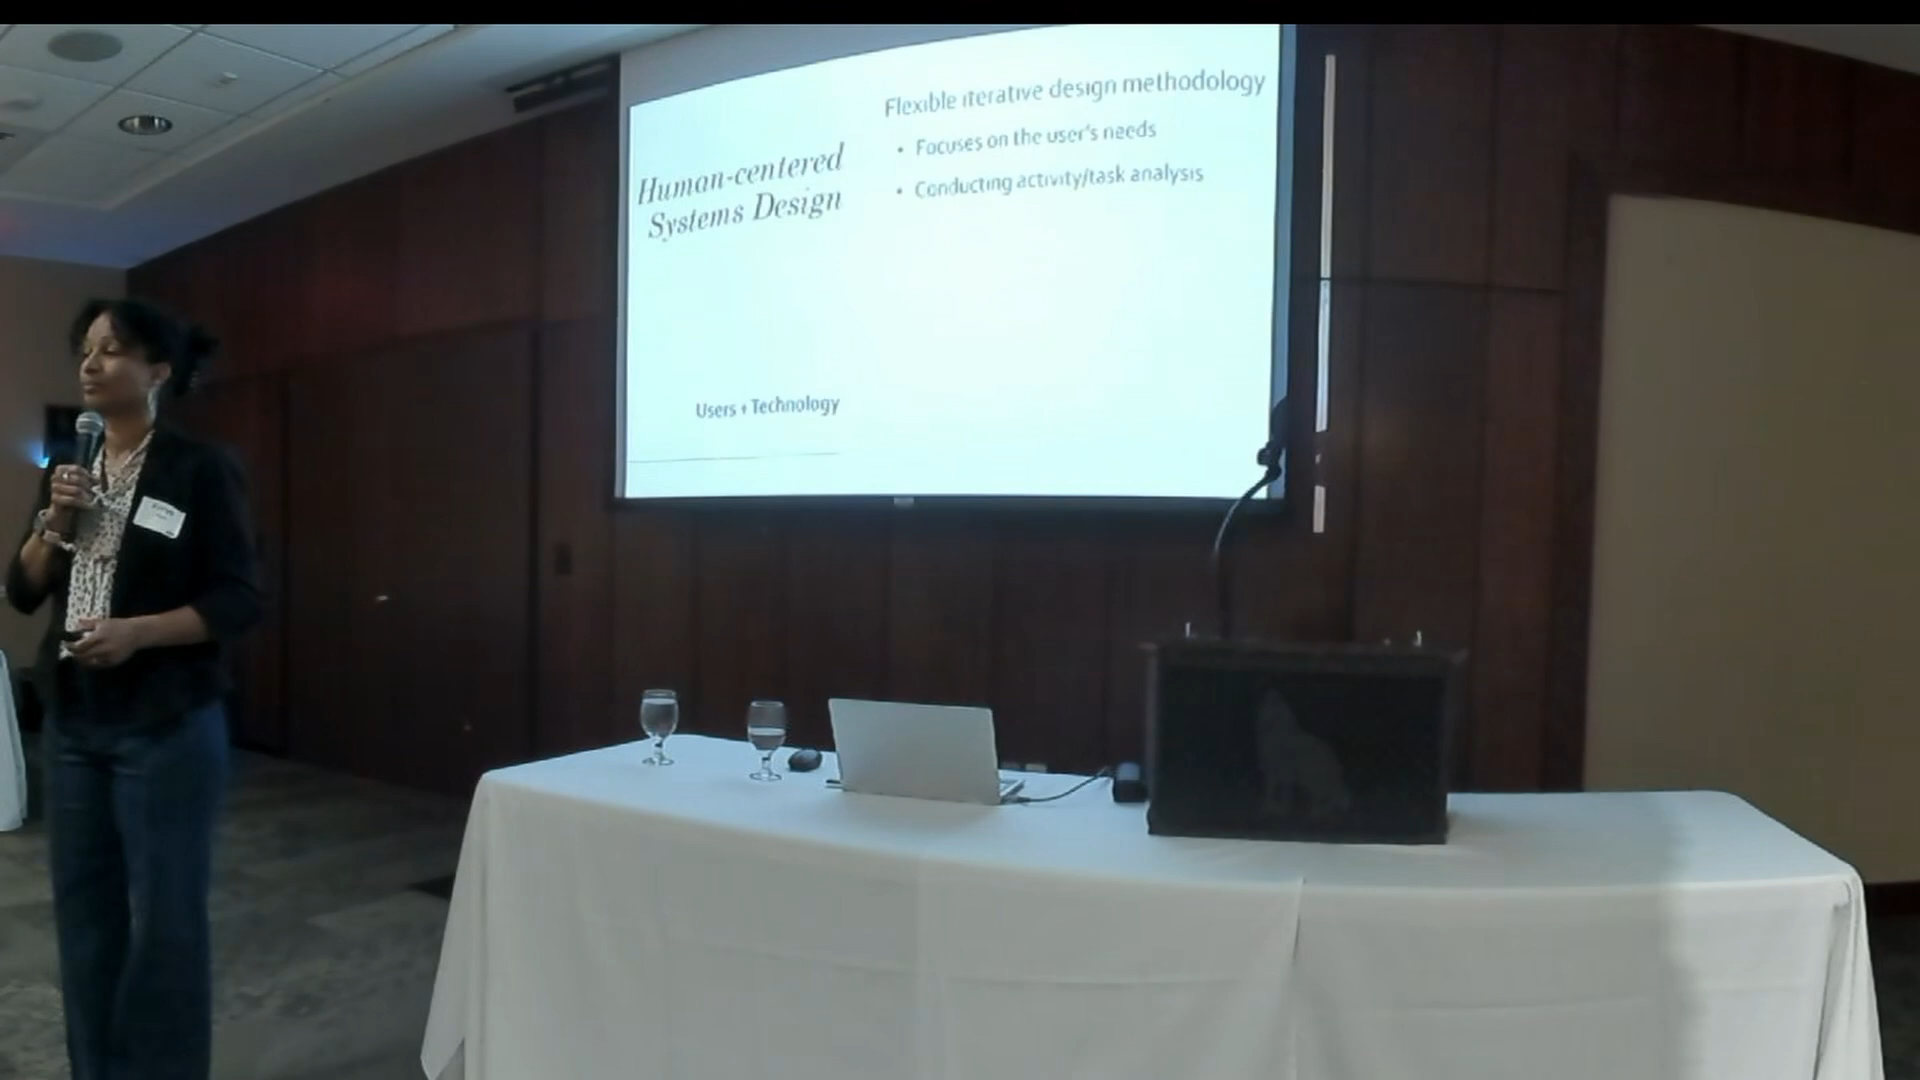 Human-centered
Systems Design
Users + Technology
Flexible iterative design methodology
• Focuses on the user's needs
• Conducting activity/task analysis